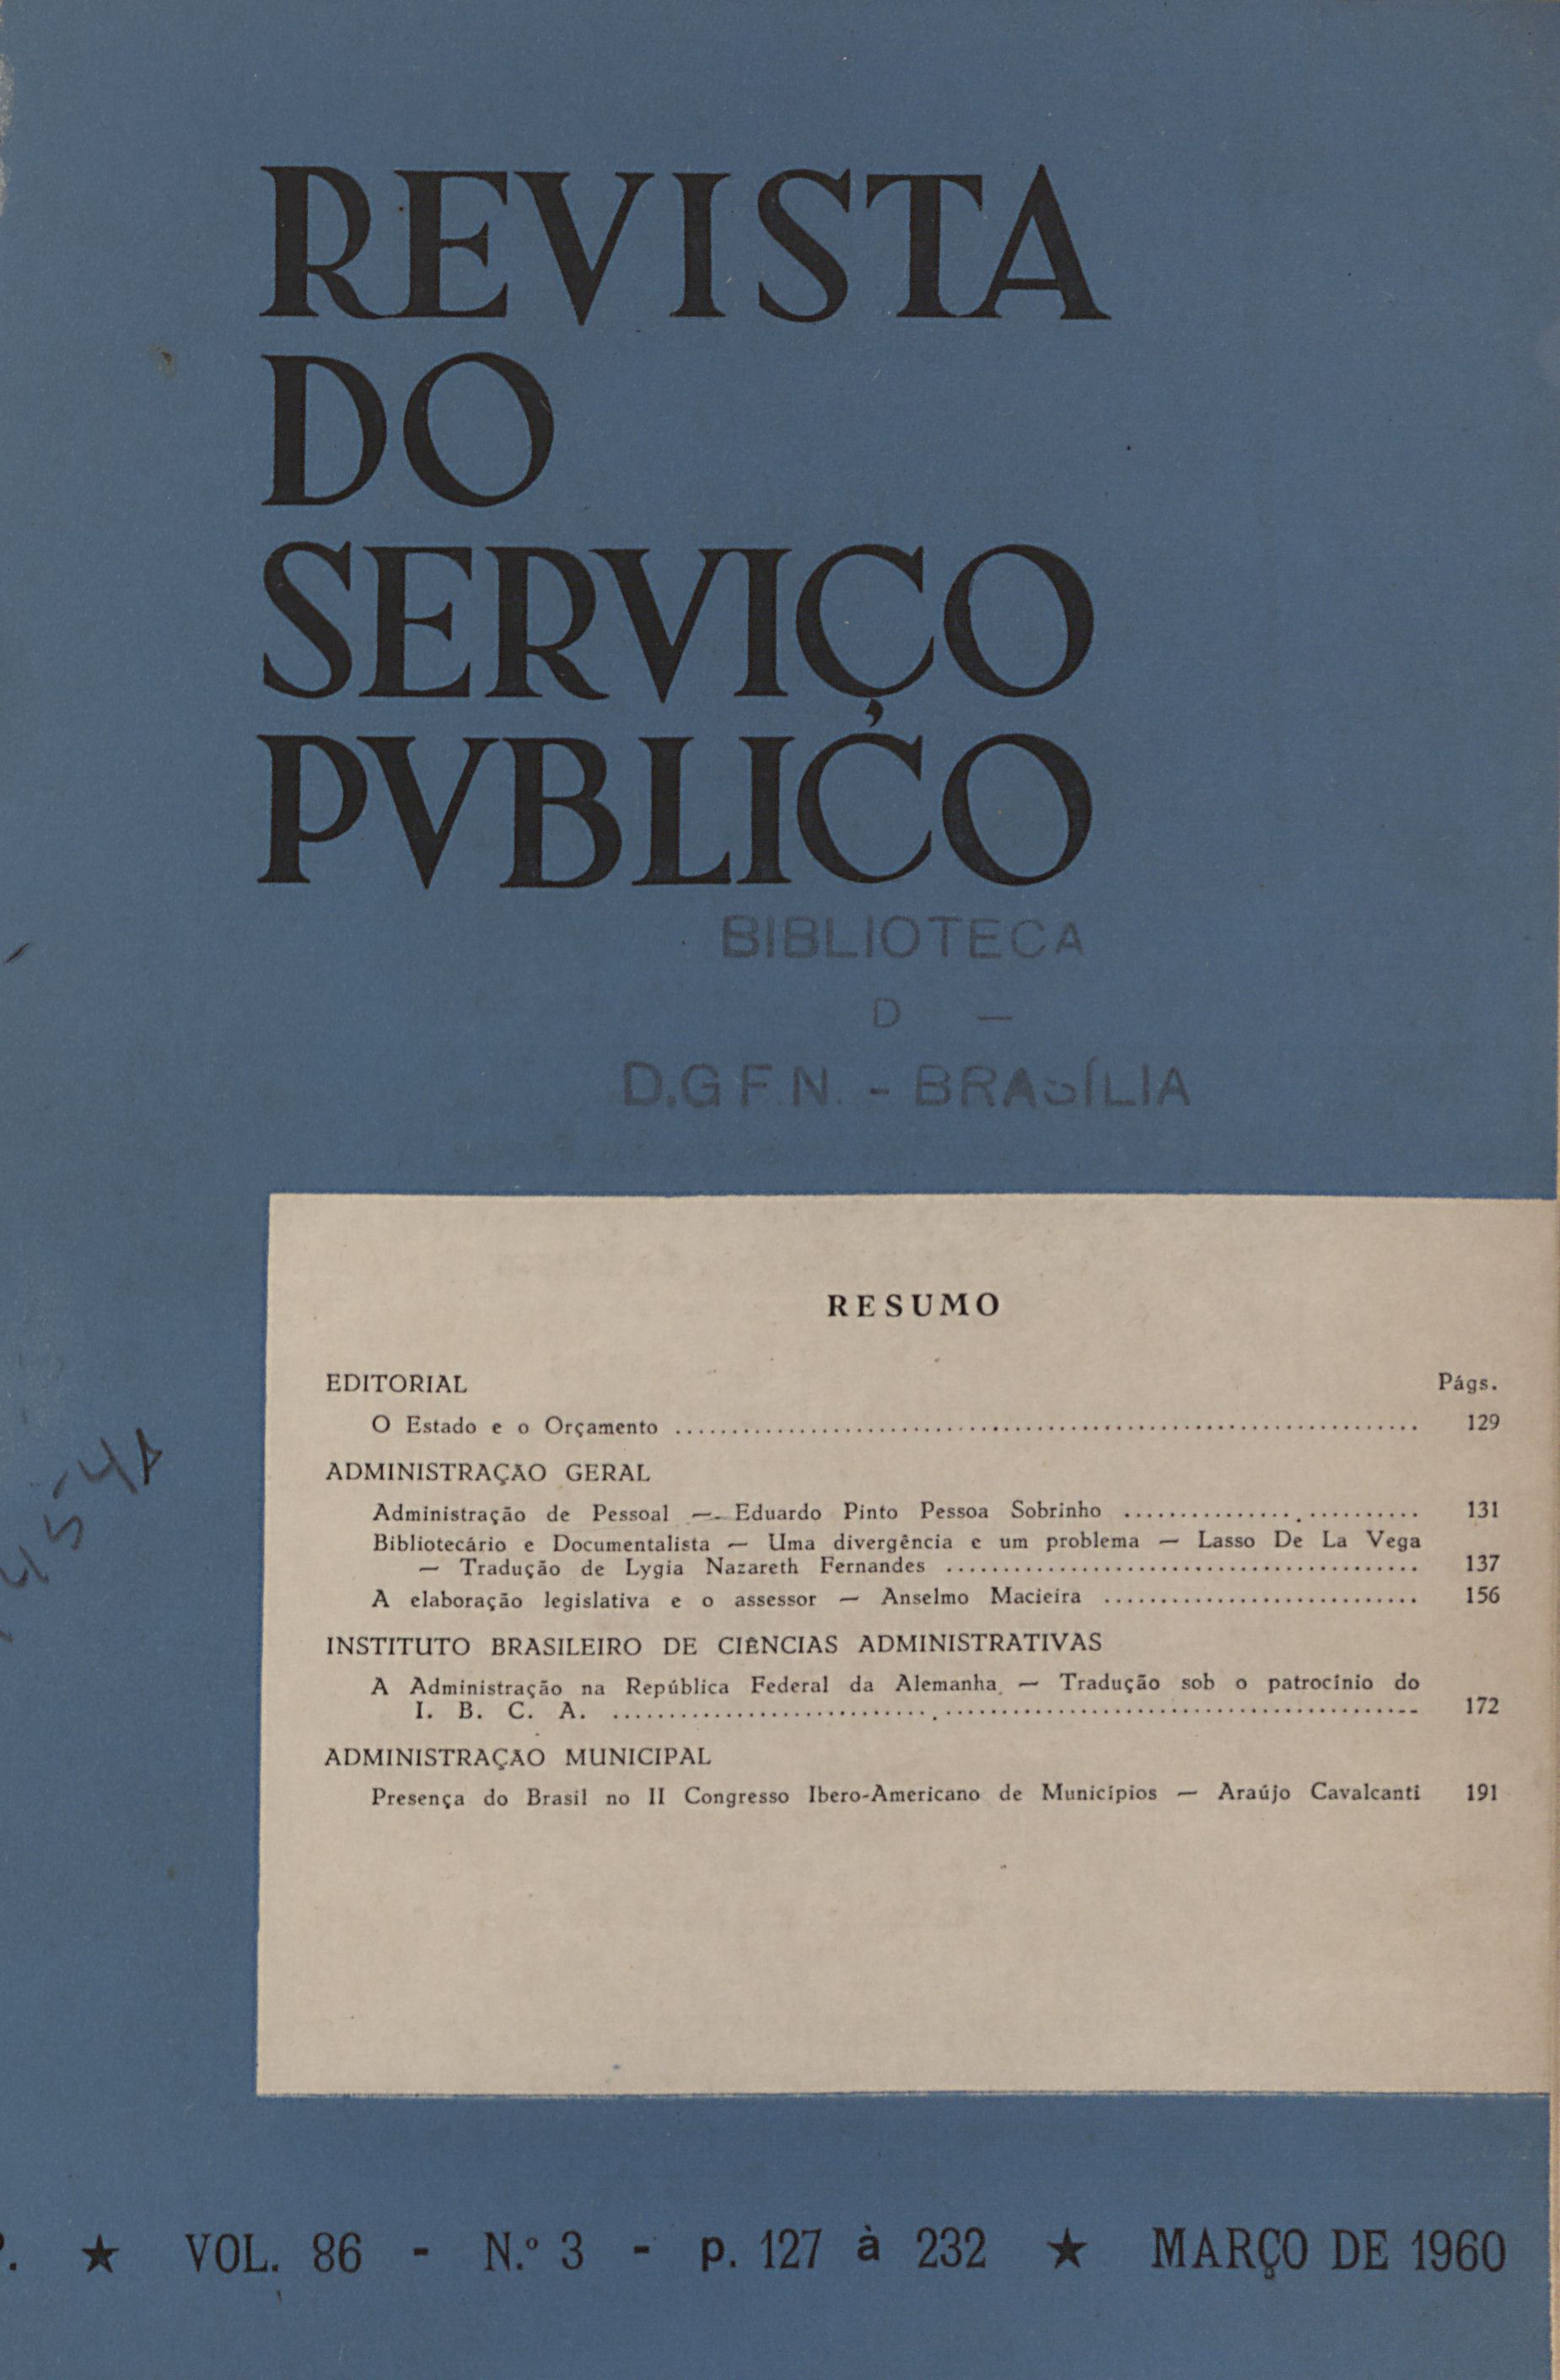 REVISTA
DO
SERVIÇO
PVBLICO
BIBLIOTECA
D —
D.G F.N. - BRASÍLIA
RESUMO
EDITORIAL Págs.
O Estado e o Orçamento ........ 129
ADMINISTRAÇÃO GERAL
Administração de Pessoal — Eduardo Pinto Pessoa Sobrinho ........ 131
Bibliotecário e Documentalista — Uma divergência e um problema — Lasso De La Vega
— Tradução de Lygia Nazareth Fernandes ........ 137
A elaboração legislativa e o assessor — Anselmo Macieira ........ 156
INSTITUTO BRASILEIRO DE CIÊNCIAS ADMINISTRATIVAS
A Administração na República Federal da Alemanha — Tradução sob o patrocínio do
I. B. C. A. ........ 172
ADMINISTRAÇÃO MUNICIPAL
Presença do Brasil no II Congresso Ibero-Americano de Municípios — Araújo Cavalcanti 191
★ VOL. 86 - N.º 3 - p. 127 à 232 ★ MARÇO DE 1960